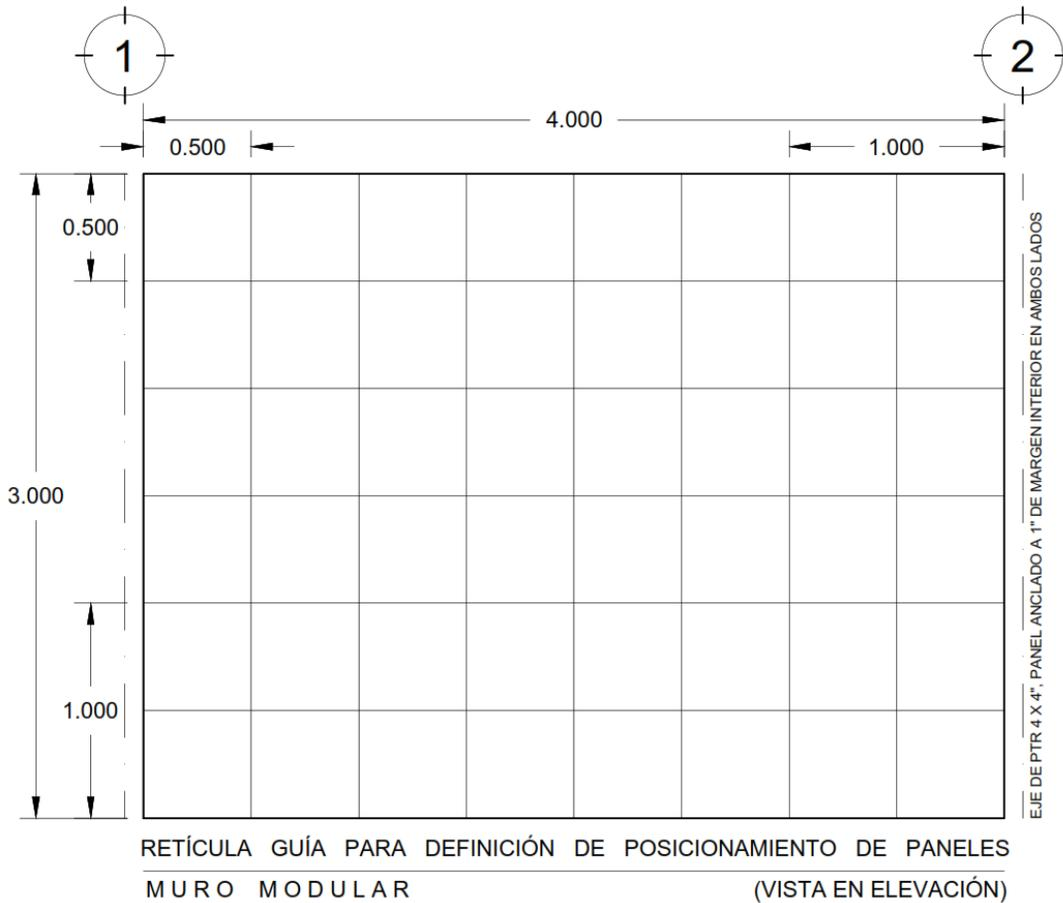 1
2
4.000
0.500
1.000
0.500
3.000
1.000
EJE DE PTR 4 X 4", PANEL ANCLADO A 1" DE MARGEN INTERIOR EN AMBOS LADOS
RETÍCULA GUÍA PARA DEFINICIÓN DE POSICIONAMIENTO DE PANELES
MURO MODULAR (VISTA EN ELEVACIÓN)